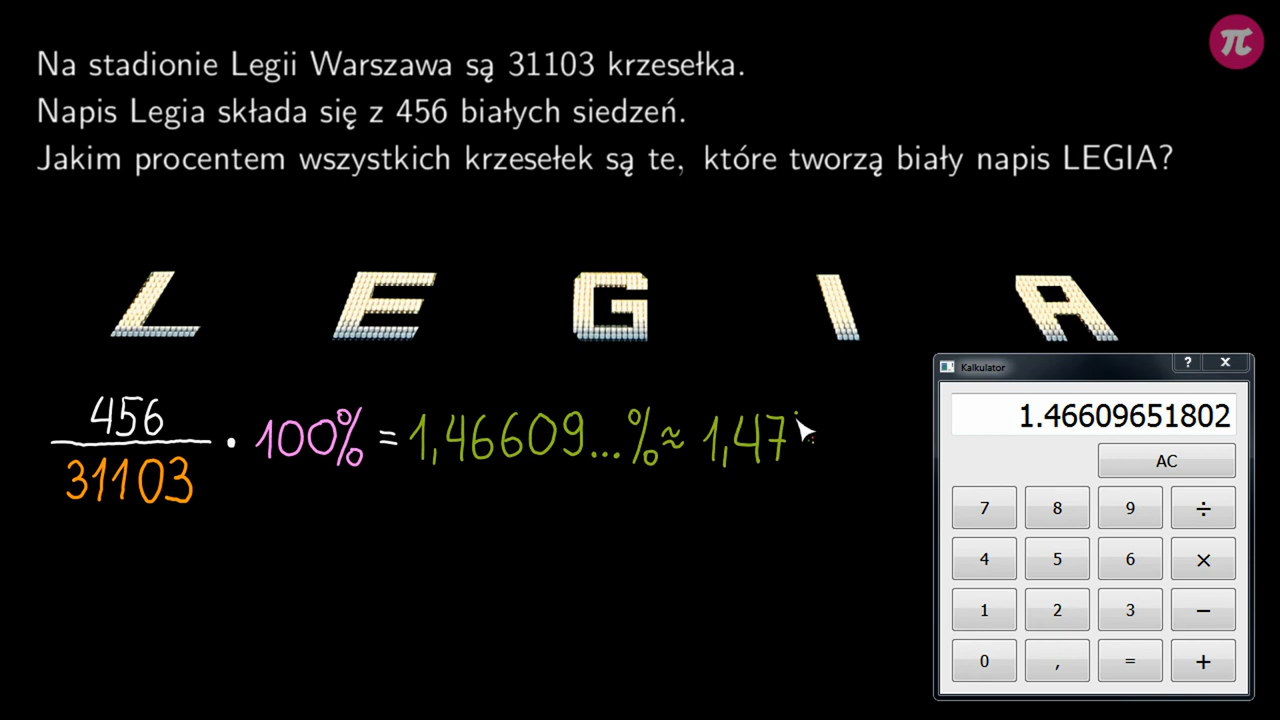 π
Na stadionie Legii Warszawa są 31103 krzesełka.
Napis Legia składa się z 456 białych siedzeń.
Jakim procentem wszystkich krzesełek są te, które tworzą biały napis LEGIA?
L E G I A
456
31103
· 100% = 1,46609...% ≈ 1,47
Kalkulator
? x
1.46609651802
AC
7 8 9 ÷
4 5 6 ×
1 2 3 −
0 , = +